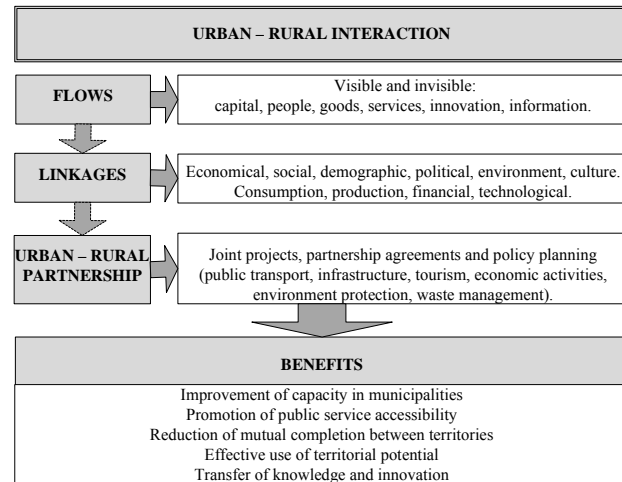 URBAN – RURAL INTERACTION
FLOWS
Visible and invisible:
capital, people, goods, services, innovation, information.
LINKAGES
Economical, social, demographic, political, environment, culture.
Consumption, production, financial, technological.
URBAN – RURAL
PARTNERSHIP
Joint projects, partnership agreements and policy planning
(public transport, infrastructure, tourism, economic activities,
environment protection, waste management).
BENEFITS
Improvement of capacity in municipalities
Promotion of public service accessibility
Reduction of mutual completion between territories
Effective use of territorial potential
Transfer of knowledge and innovation